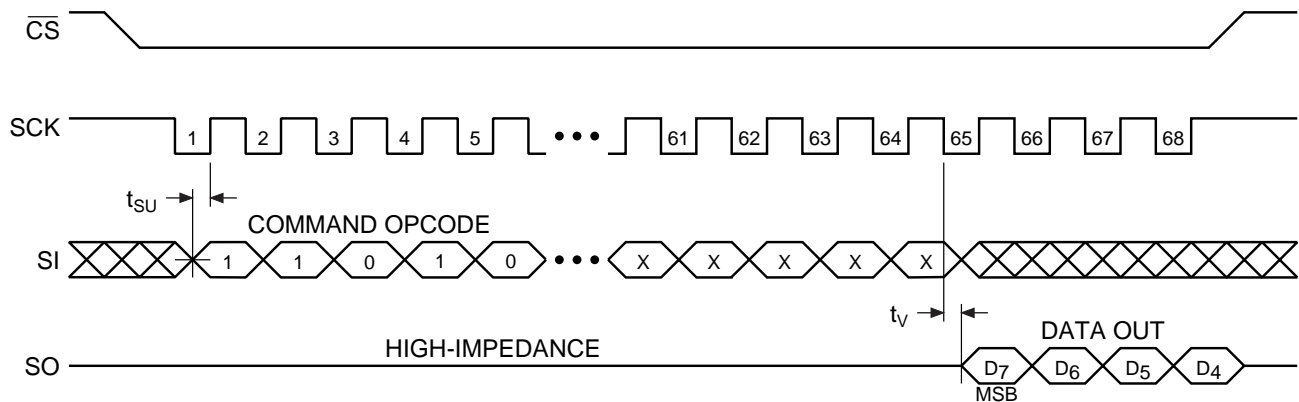 CS
SCK 1 2 3 4 5 ••• 61 62 63 64 65 66 67 68
tSU
COMMAND OPCODE
SI 1 1 0 1 0 ••• X X X X X
tV
DATA OUT
HIGH-IMPEDANCE
SO D7 D6 D5 D4
MSB